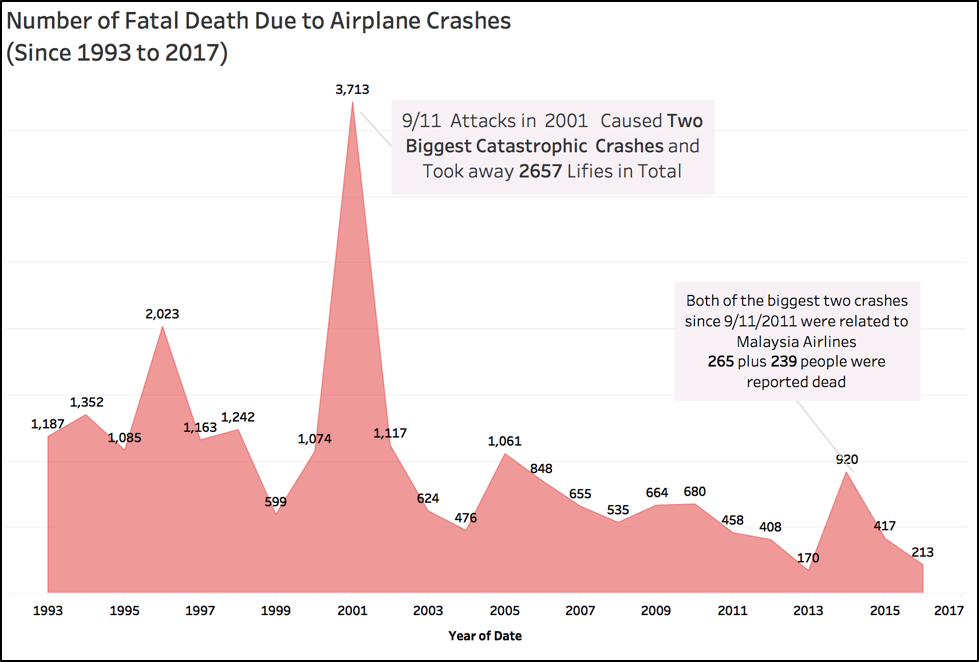 Number of Fatal Death Due to Airplane Crashes
(Since 1993 to 2017)
3,713
9/11 Attacks in 2001 Caused Two
Biggest Catastrophic Crashes and
Took away 2657 Lifies in Total
Both of the biggest two crashes
since 9/11/2011 were related to
Malaysia Airlines
265 plus 239 people were
reported dead
2,023
1,352
1,187
1,085
1,163
1,242
599
1,074
1,117
624
476
1,061
848
655
535
664
680
458
408
170
920
417
213
1993 1995 1997 1999 2001 2003 2005 2007 2009 2011 2013 2015 2017
Year of Date